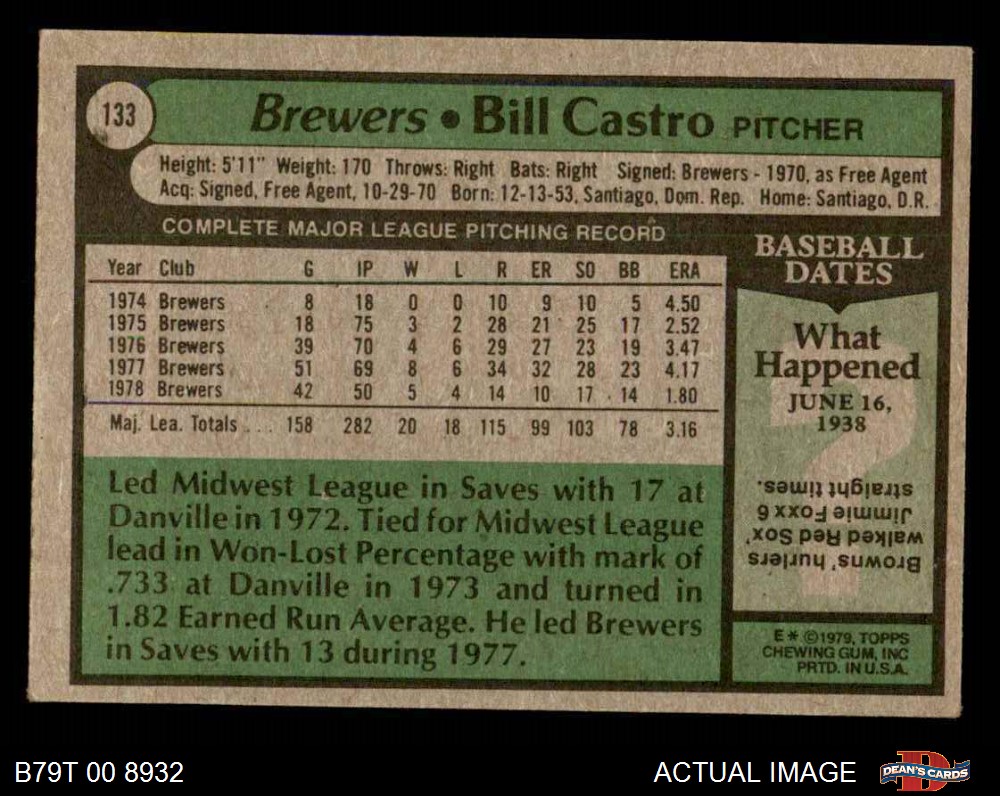 133
Brewers • Bill Castro PITCHER
Height: 5'11" Weight: 170 Throws: Right Bats: Right Signed: Brewers - 1970, as Free Agent
Acq: Signed, Free Agent, 10-29-70 Born: 12-13-53, Santiago, Dom. Rep. Home: Santiago, D.R.
COMPLETE MAJOR LEAGUE PITCHING RECORD
Year Club G IP W L R ER SO BB ERA
1974 Brewers 8 18 0 0 10 9 10 5 4.50
1975 Brewers 18 75 3 2 28 21 25 17 2.52
1976 Brewers 39 70 4 6 29 27 23 19 3.47
1977 Brewers 51 69 8 6 34 32 28 23 4.17
1978 Brewers 42 50 5 4 14 10 17 14 1.80
Maj. Lea. Totals ... 158 282 20 18 115 99 103 78 3.16
Led Midwest League in Saves with 17 at
Danville in 1972. Tied for Midwest League
lead in Won-Lost Percentage with mark of
.733 at Danville in 1973 and turned in
1.82 Earned Run Average. He led Brewers
in Saves with 13 during 1977.
BASEBALL
DATES
What
Happened
JUNE 16,
1938
?
Browns' hurlers
walked Red Sox'
Jimmie Foxx 6
straight times.
E * ©1979, TOPPS
CHEWING GUM, INC
PRTD. IN U.S.A.
B79T 00 8932
ACTUAL IMAGE
D
DEAN'S CARDS